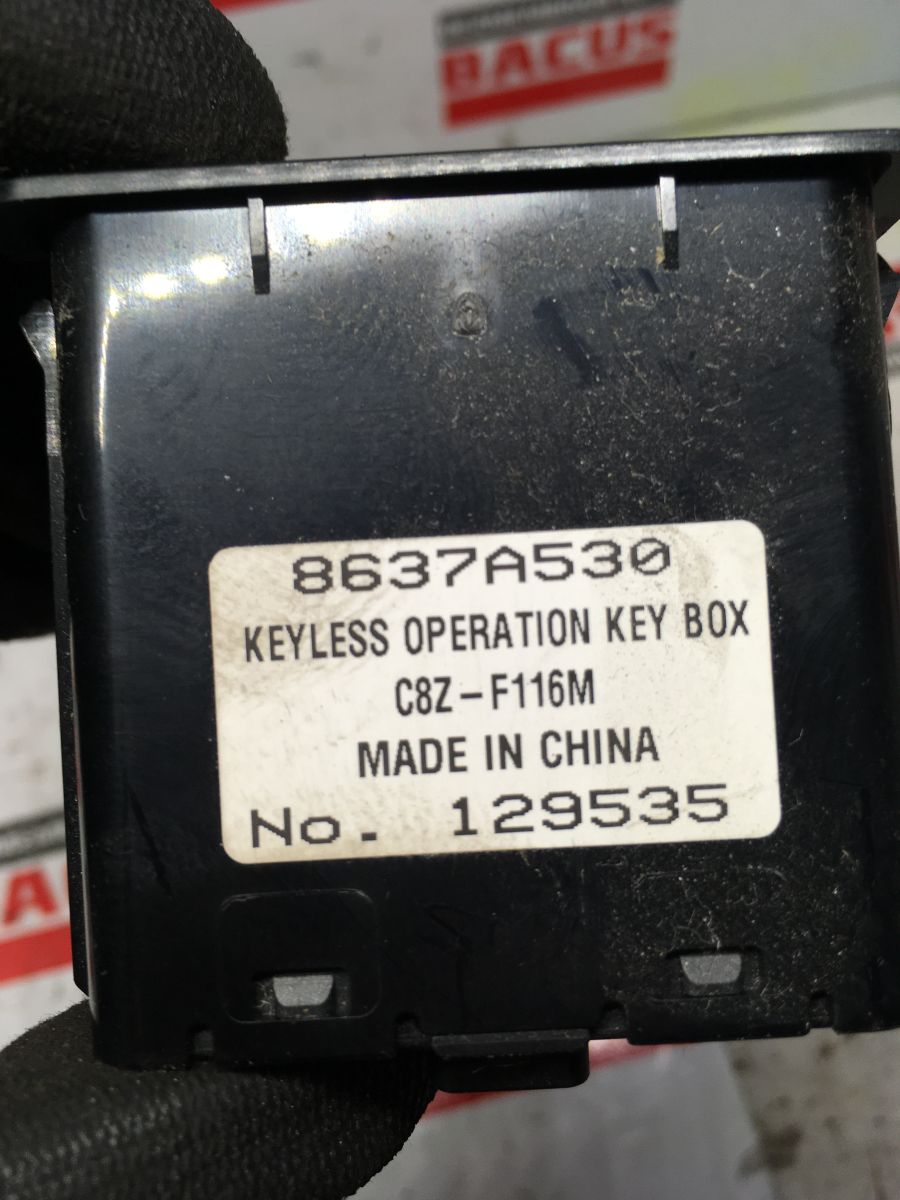 BACUS
8637A530
KEYLESS OPERATION KEY BOX
C8Z-F116M
MADE IN CHINA
No. 129535